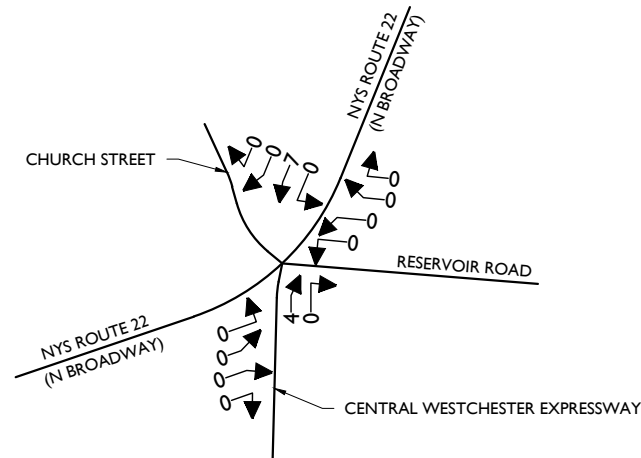 NYS ROUTE 22
(N BROADWAY)
CHURCH STREET
0
0
7
0
0
0
0
0
RESERVOIR ROAD
4
0
NYS ROUTE 22
(N BROADWAY)
0
0
0
0
CENTRAL WESTCHESTER EXPRESSWAY